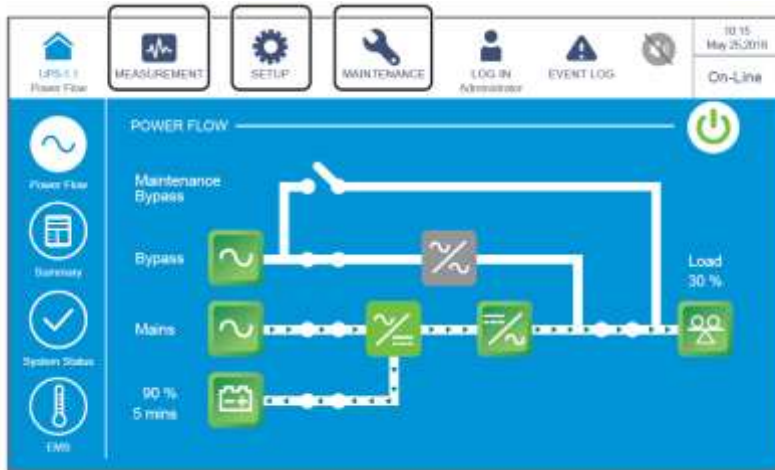 UPS-1.1
Power Flow
MEASUREMENT
SETUP
MAINTENANCE
LOG IN
Administrator
EVENT LOG
10:15
May 25,2016
On-Line
Power Flow
Summary
System Status
EMS
POWER FLOW
Maintenance
Bypass
Bypass
Mains
90 %
5 mins
Load
30 %